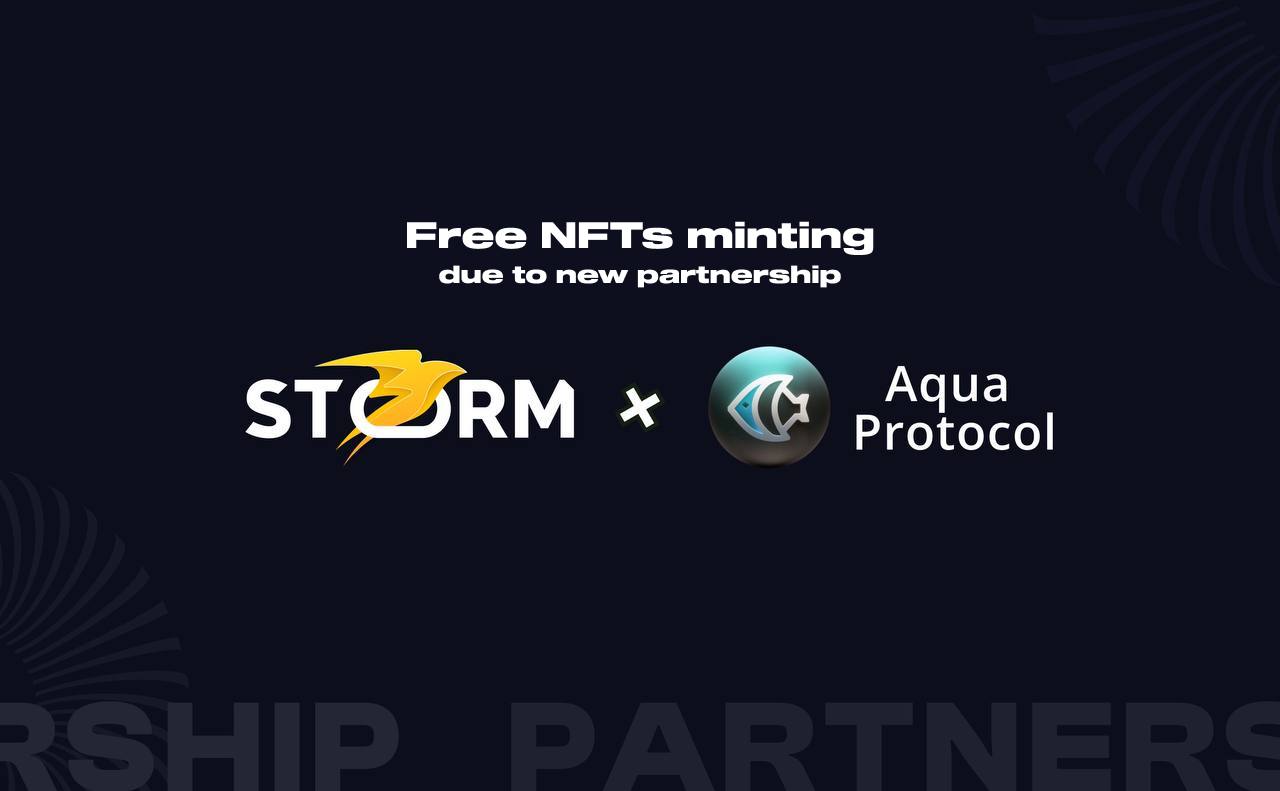 Free NFTs minting
due to new partnership
STORM × Aqua
Protocol
RSHIP PARTNERS